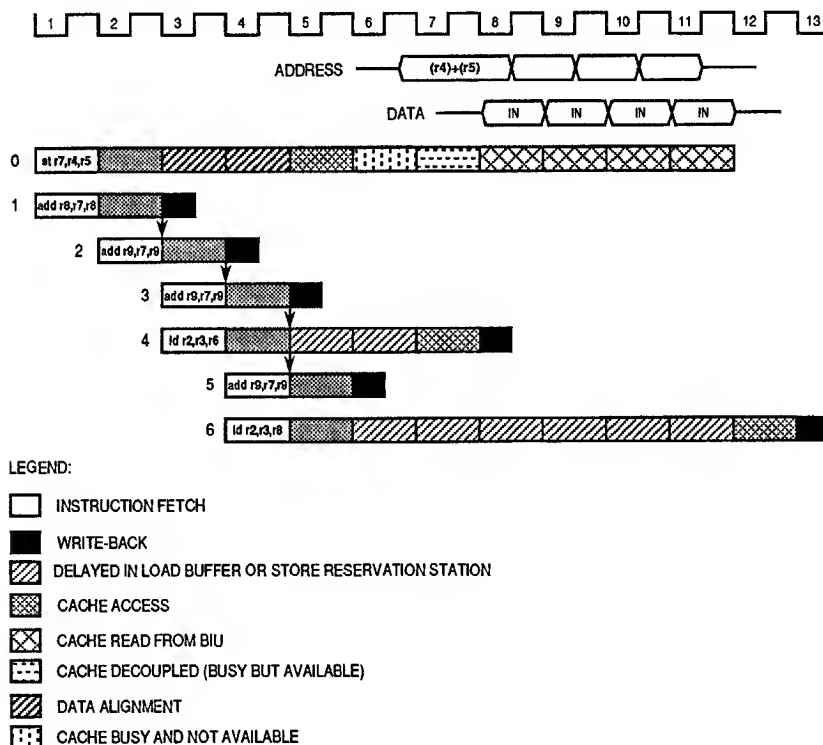 1 2 3 4 5 6 7 8 9 10 11 12 13
ADDRESS (r4)+(r5)
DATA IN IN IN IN
0 st r7,r4,r5
1 add r8,r7,r8
2 add r9,r7,r9
3 add r9,r7,r9
4 ld r2,r3,r6
5 add r9,r7,r9
6 ld r2,r3,r8
LEGEND:
INSTRUCTION FETCH
WRITE-BACK
DELAYED IN LOAD BUFFER OR STORE RESERVATION STATION
CACHE ACCESS
CACHE READ FROM BIU
CACHE DECOUPLED (BUSY BUT AVAILABLE)
DATA ALIGNMENT
CACHE BUSY AND NOT AVAILABLE